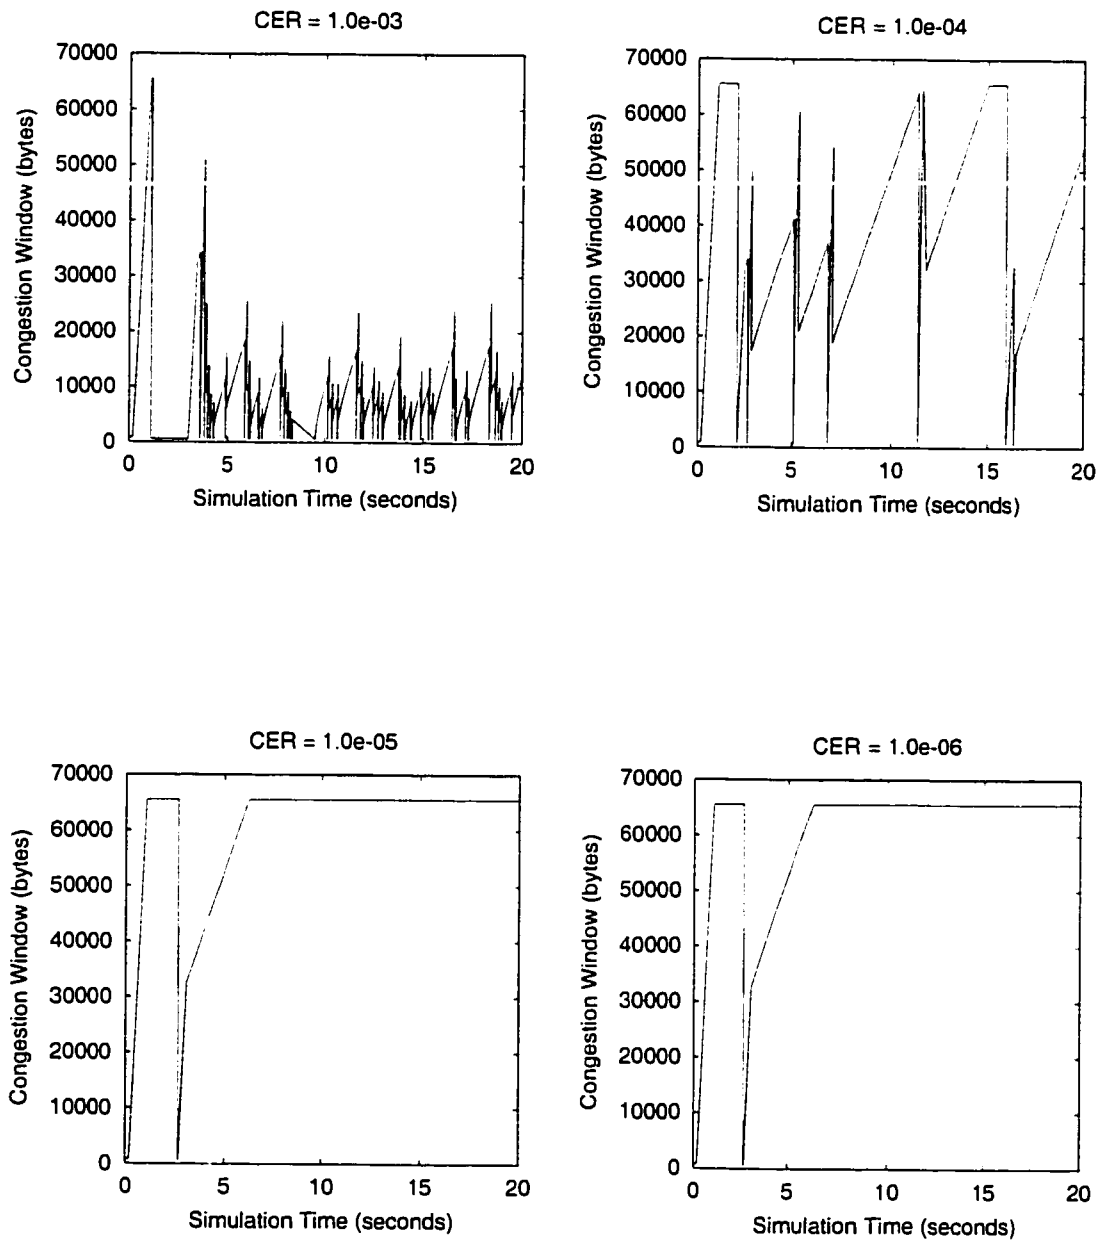 CER = 1.0e-03
70000
60000
50000
40000
30000
20000
10000
0
Congestion Window (bytes)
0 5 10 15 20
Simulation Time (seconds)
CER = 1.0e-04
70000
60000
50000
40000
30000
20000
10000
0
Congestion Window (bytes)
0 5 10 15 20
Simulation Time (seconds)
CER = 1.0e-05
70000
60000
50000
40000
30000
20000
10000
0
Congestion Window (bytes)
0 5 10 15 20
Simulation Time (seconds)
CER = 1.0e-06
70000
60000
50000
40000
30000
20000
10000
0
Congestion Window (bytes)
0 5 10 15 20
Simulation Time (seconds)